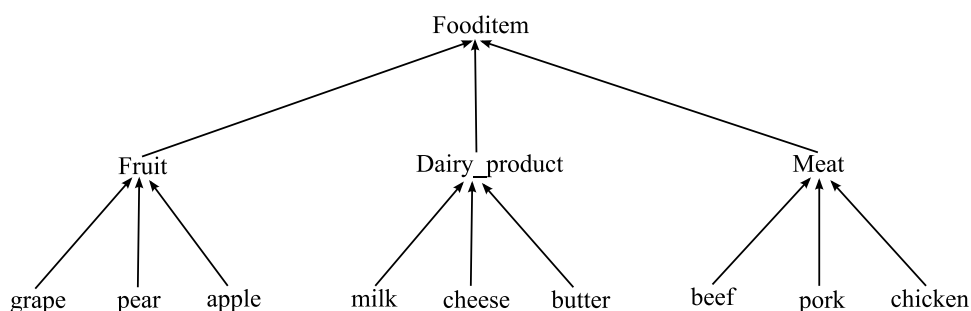 Fooditem
Fruit Dairy_product Meat
grape pear apple milk cheese butter beef pork chicken